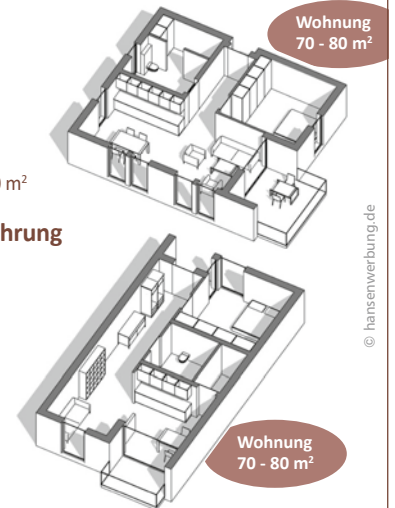 Wohnung
70 - 80 m²
m²
hrung
© hansenwerbung.de
Wohnung
70 - 80 m²